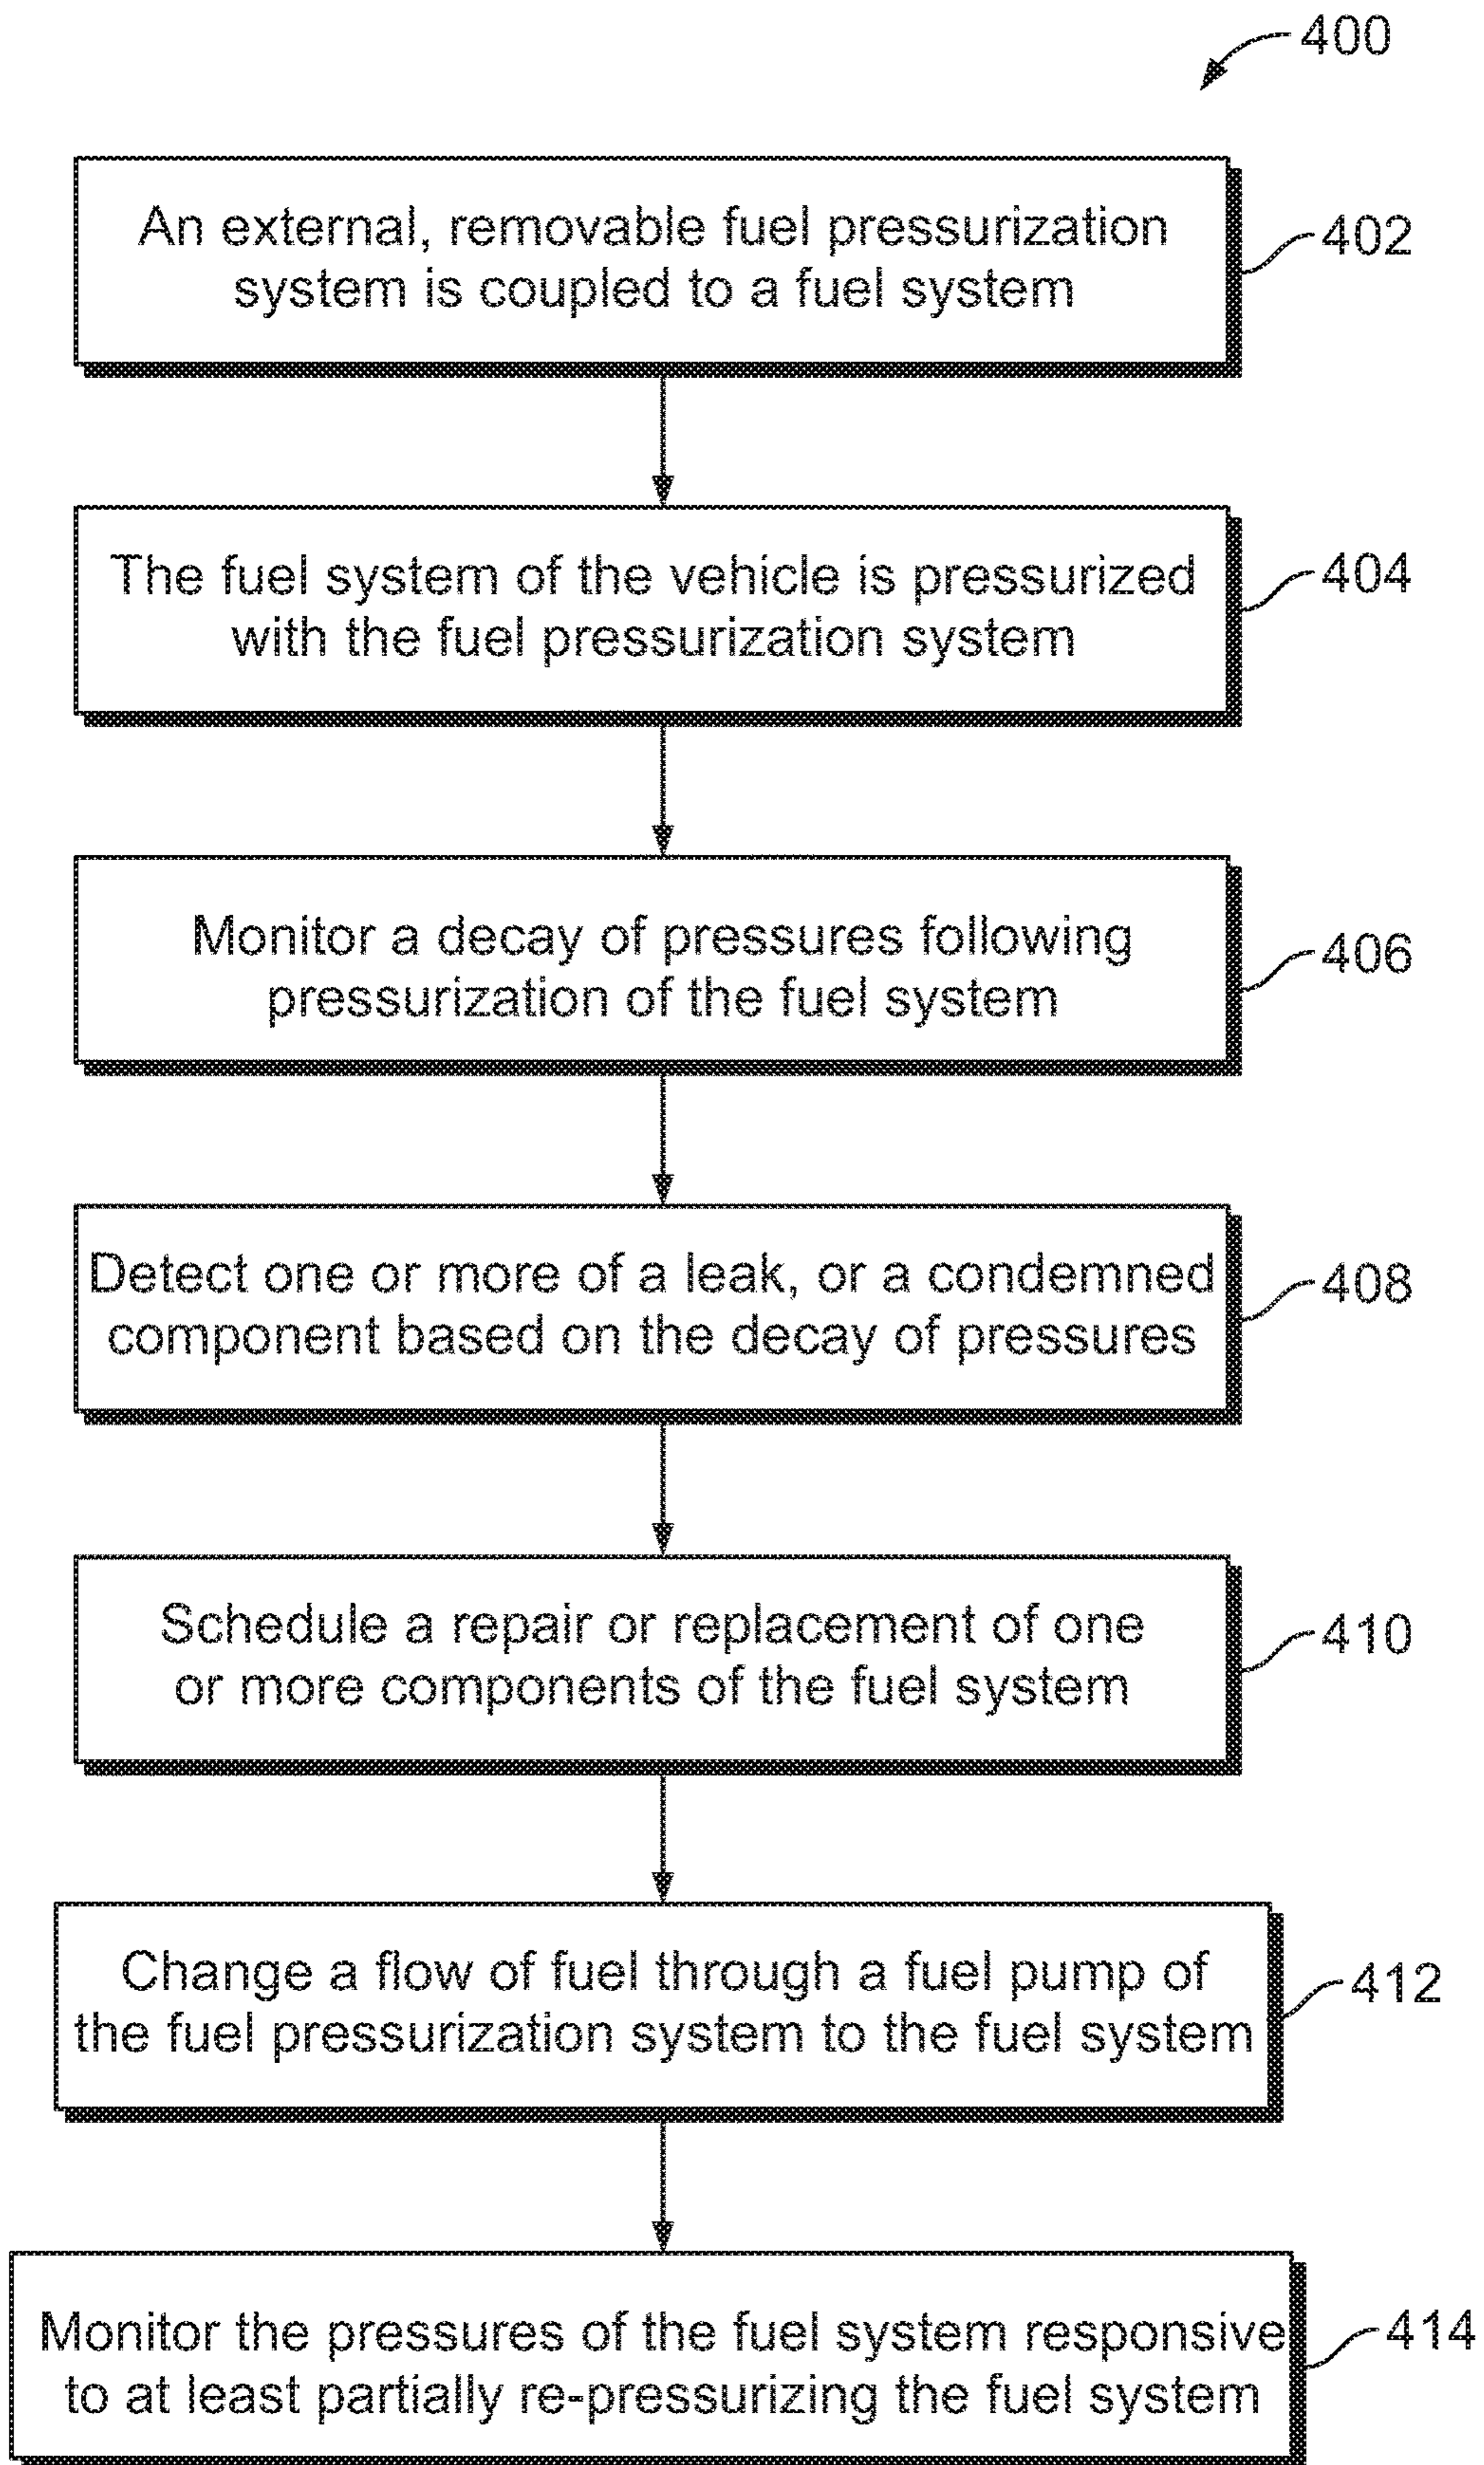 400
An external, removable fuel pressurization
system is coupled to a fuel system
402
The fuel system of the vehicle is pressurized
with the fuel pressurization system
404
Monitor a decay of pressures following
pressurization of the fuel system
406
Detect one or more of a leak, or a condemned
component based on the decay of pressures
408
Schedule a repair or replacement of one
or more components of the fuel system
410
Change a flow of fuel through a fuel pump of
the fuel pressurization system to the fuel system
412
Monitor the pressures of the fuel system responsive
to at least partially re-pressurizing the fuel system
414